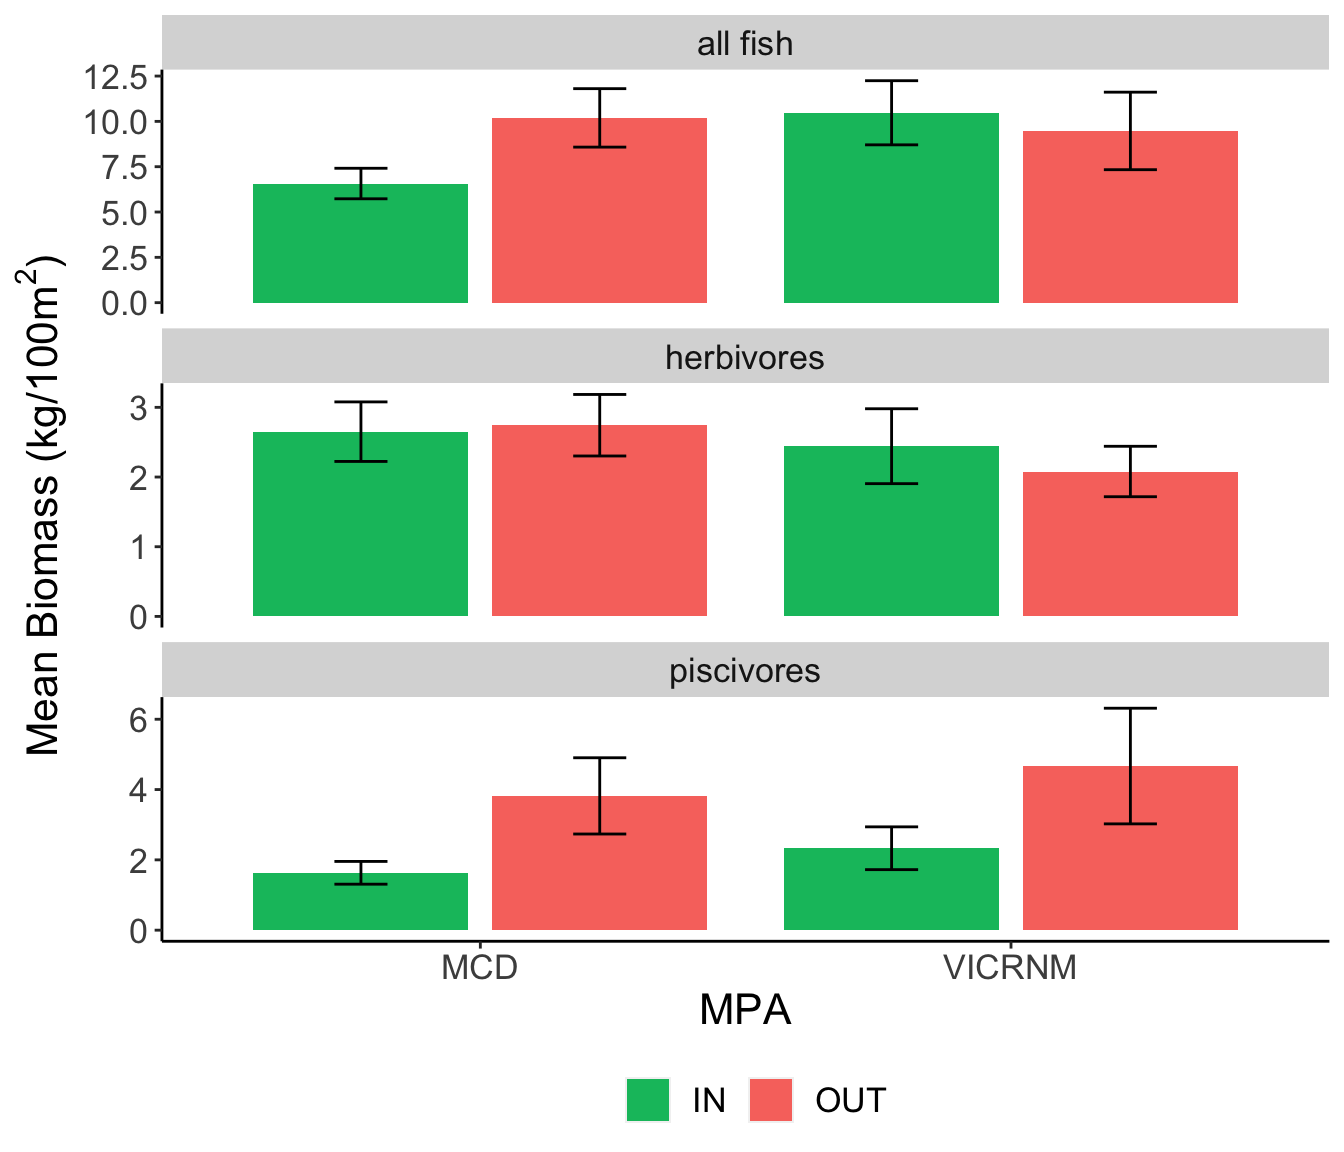 all fish
12.5
10.0
7.5
5.0
2.5
0.0
herbivores
3
2
1
0
piscivores
6
4
2
0
Mean Biomass (kg/100m²)
MCD VICRNM
MPA
IN OUT